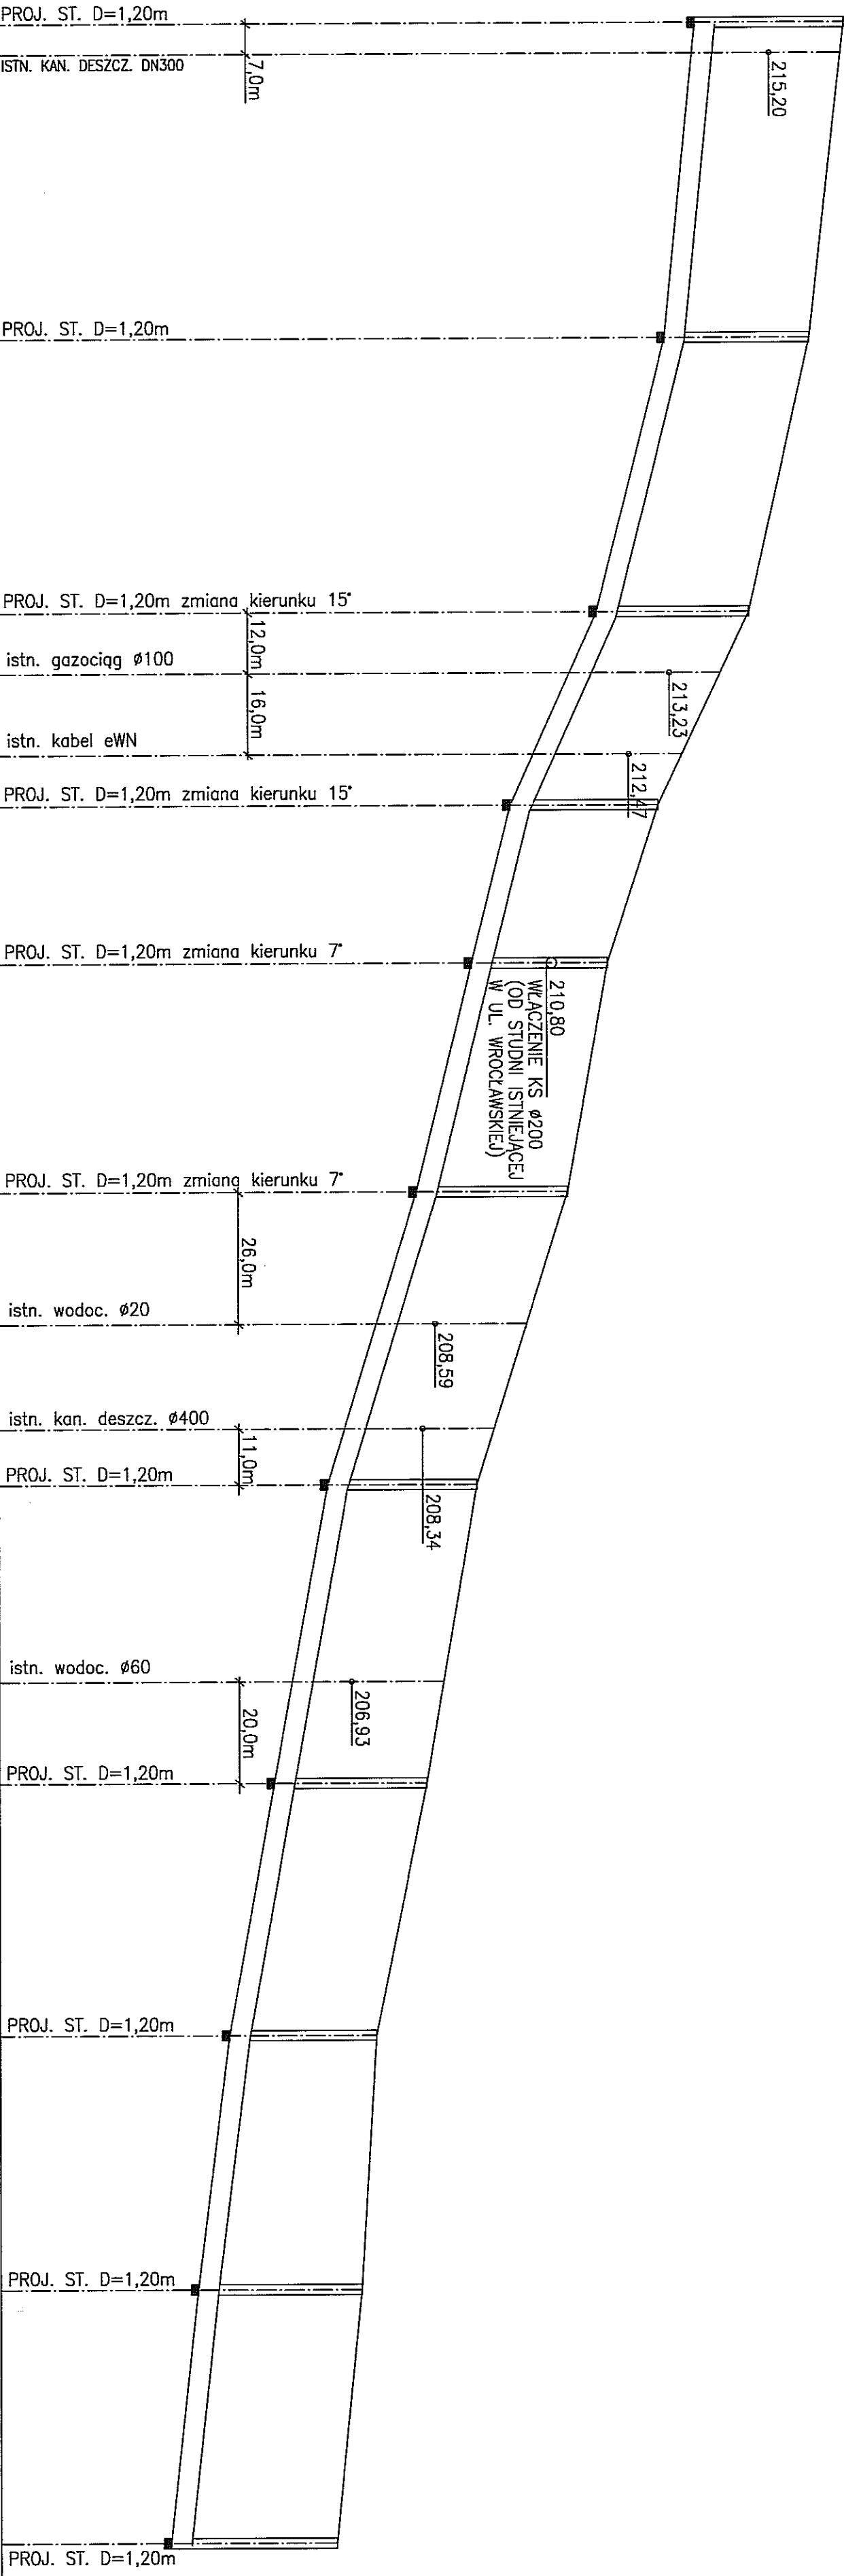 PROJ. ST. D=1,20m
ISTN. KAN. DESZCZ. DN300
7,0m
215,20
PROJ. ST. D=1,20m
PROJ. ST. D=1,20m zmiana kierunku 15°
12,0m
istn. gazociąg ø100
213,23
16,0m
istn. kabel eWN
212,47
PROJ. ST. D=1,20m zmiana kierunku 15°
PROJ. ST. D=1,20m zmiana kierunku 7°
210,80
WŁĄCZENIE KS ø200
(OD STUDNI ISTNIEJĄCEJ
W UL. WROCŁAWSKIEJ)
PROJ. ST. D=1,20m zmiana kierunku 7°
26,0m
istn. wodoc. ø20
208,59
istn. kan. deszcz. ø400
11,0m
208,34
PROJ. ST. D=1,20m
istn. wodoc. ø60
206,93
20,0m
PROJ. ST. D=1,20m
PROJ. ST. D=1,20m
PROJ. ST. D=1,20m
PROJ. ST. D=1,20m